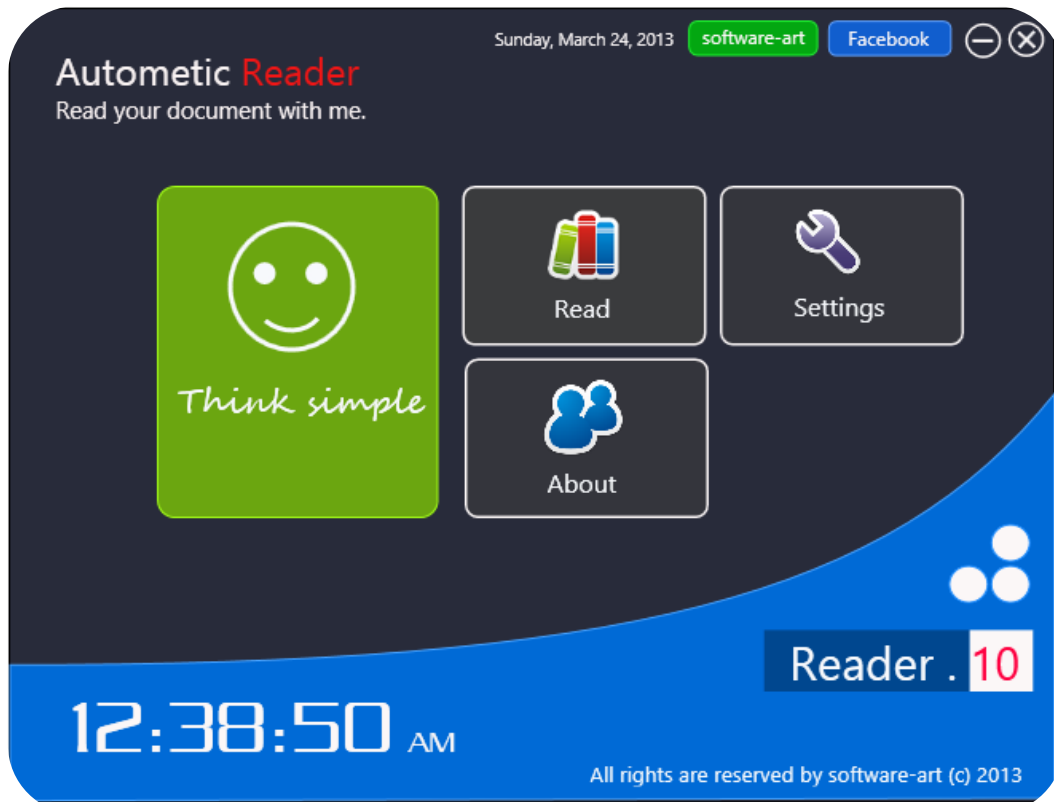 Sunday, March 24, 2013 software-art Facebook
Autometic Reader
Read your document with me.
Think simple
Read
Settings
About
Reader . 10
12:38:50 AM
All rights are reserved by software-art (c) 2013